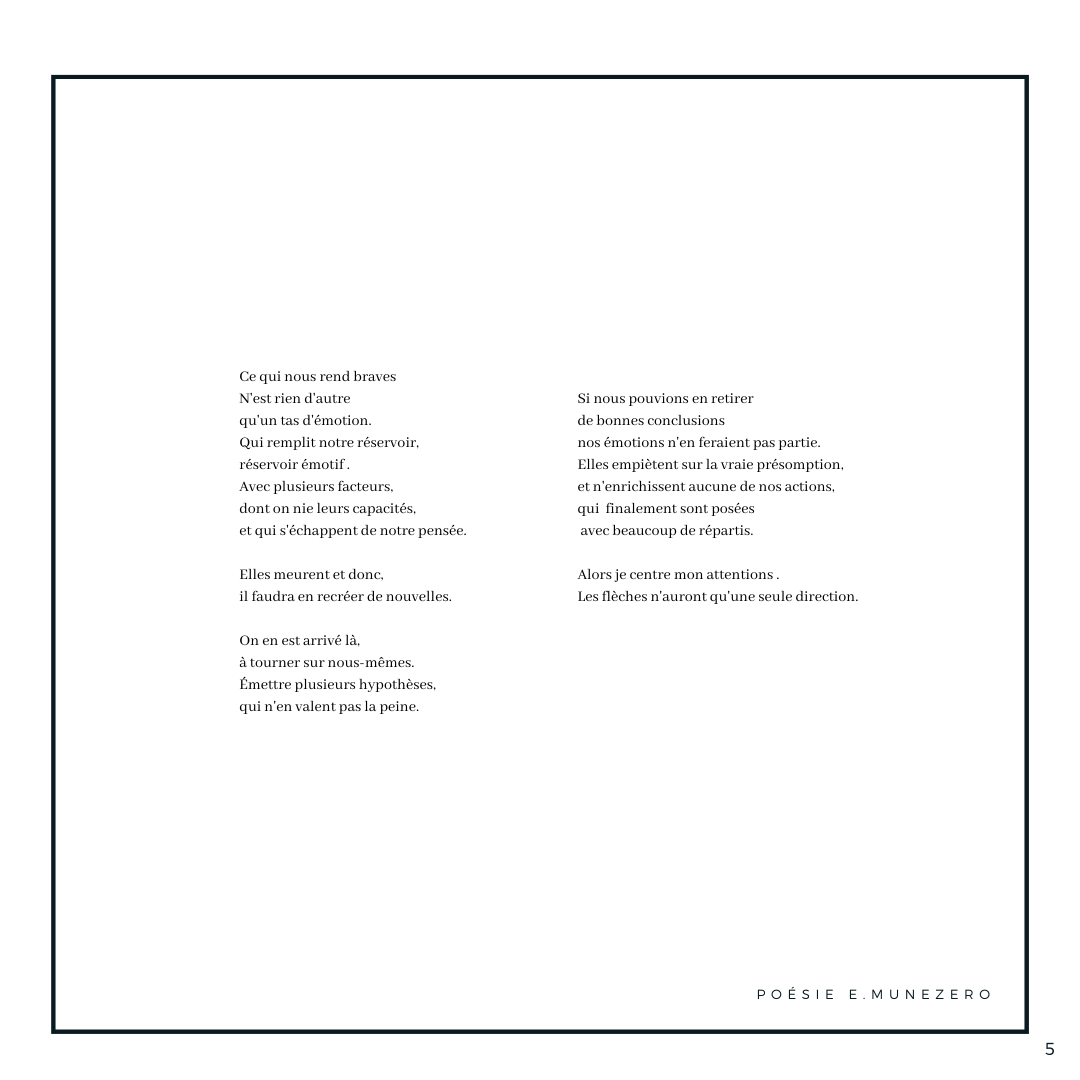 Ce qui nous rend braves
N'est rien d'autre
qu'un tas d'émotion.
Qui remplit notre réservoir,
réservoir émotif .
Avec plusieurs facteurs,
dont on nie leurs capacités,
et qui s'échappent de notre pensée.

Elles meurent et donc,
il faudra en recréer de nouvelles.

On en est arrivé là,
à tourner sur nous-mêmes.
Émettre plusieurs hypothèses,
qui n'en valent pas la peine.

Si nous pouvions en retirer
de bonnes conclusions
nos émotions n'en feraient pas partie.
Elles empiètent sur la vraie présomption,
et n'enrichissent aucune de nos actions,
qui  finalement sont posées
avec beaucoup de répartis.

Alors je centre mon attentions .
Les flèches n'auront qu'une seule direction.

POÉSIE E.MUNEZERO
5